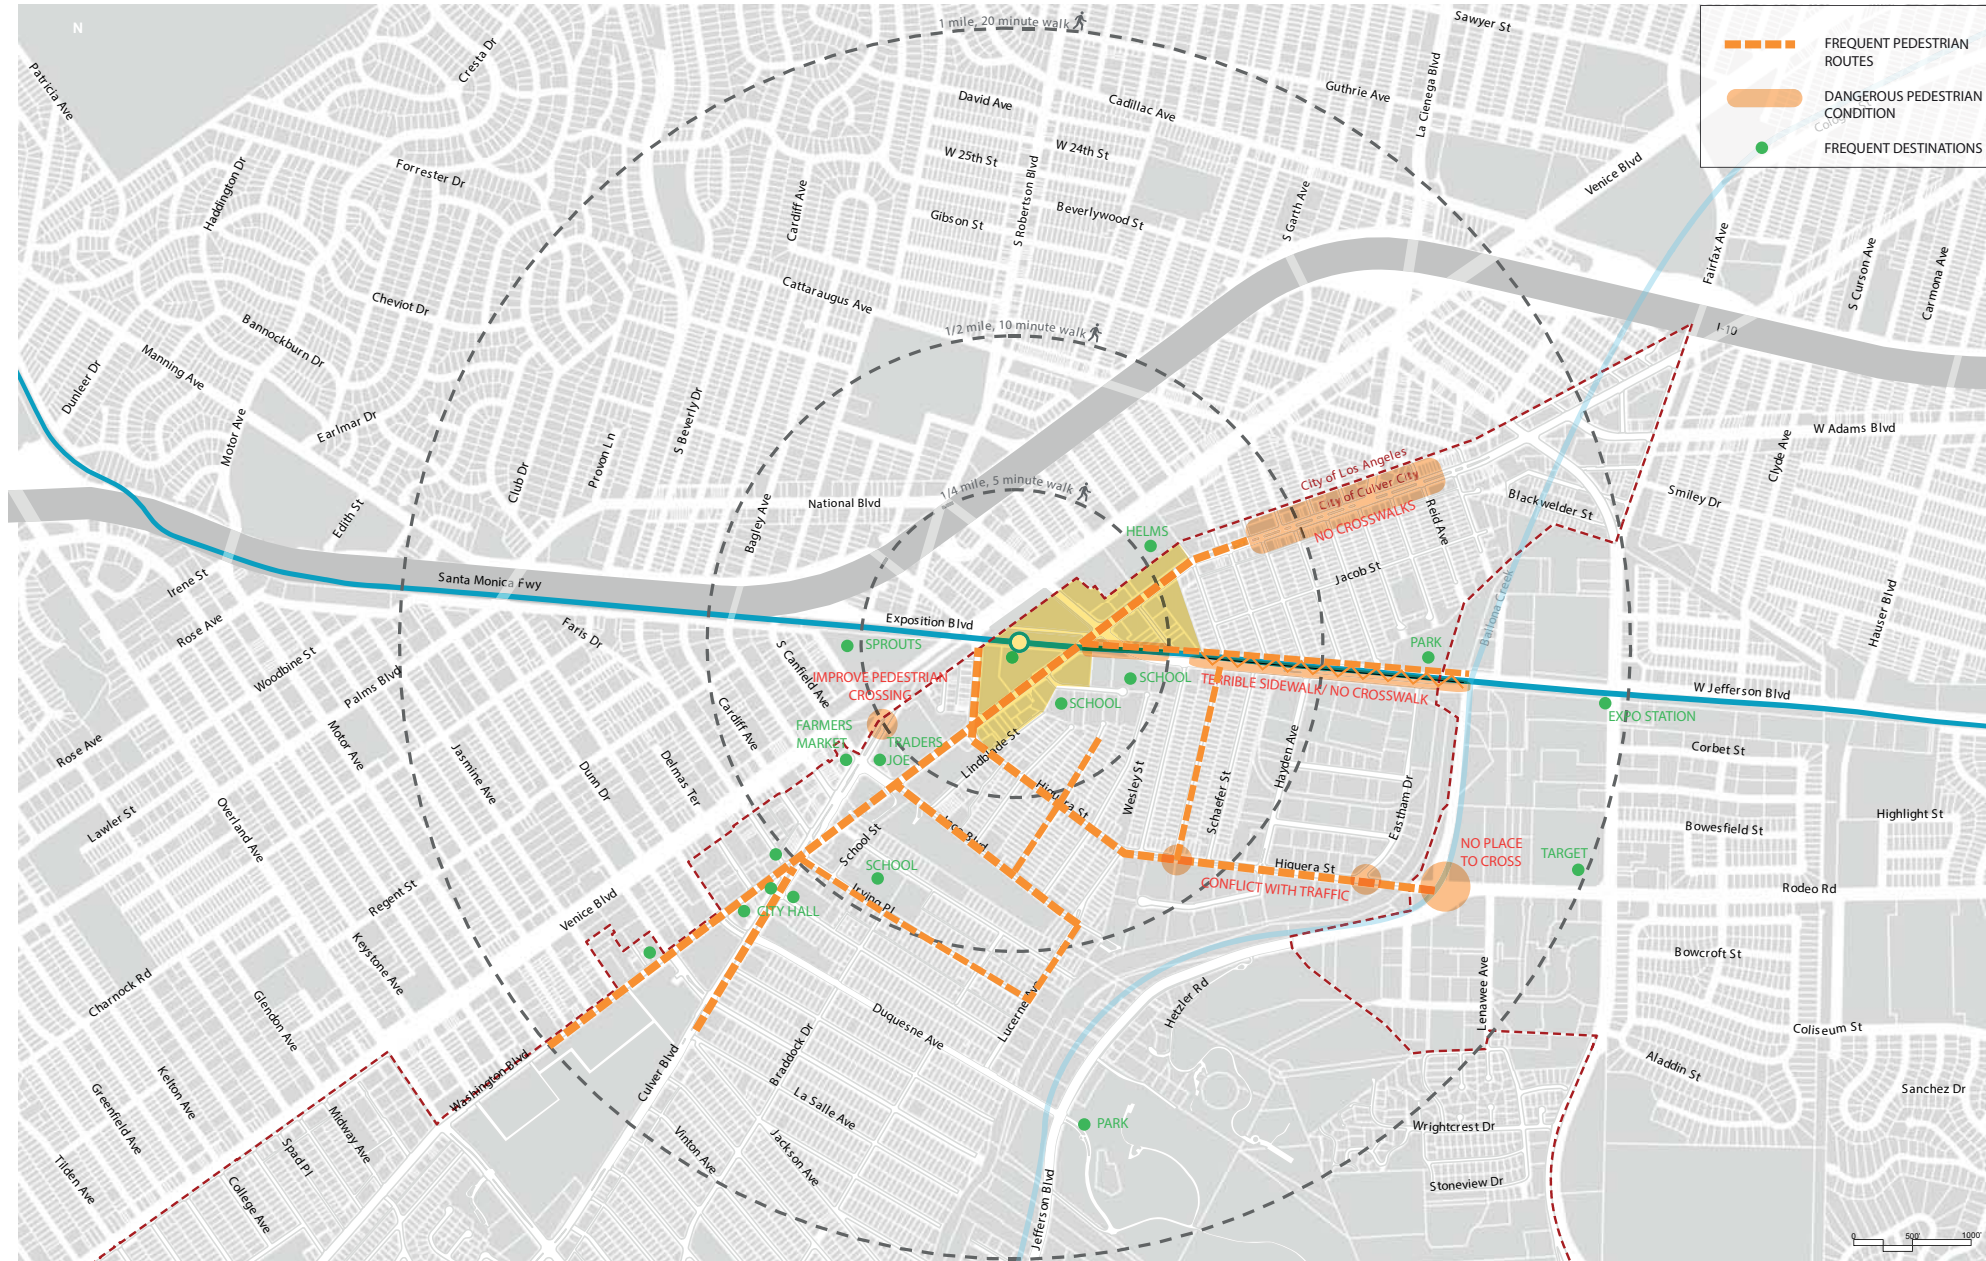 N
1 mile, 20 minute walk
Sawyer St
FREQUENT PEDESTRIAN
ROUTES
DANGEROUS PEDESTRIAN
CONDITION
FREQUENT DESTINATIONS
Patricia Ave
Cresta Dr
David Ave
Cadillac Ave
Guthrie Ave
La Cienega Blvd
W 25th St
W 24th St
Venice Blvd
Haddington Dr
Forrester Dr
Cardiff Ave
Gibson St
S Robertson Blvd
Beverlywood St
S Garth Ave
Fairfax Ave
S Curson Ave
Carmona Ave
Cheviot Dr
Cattaraugus Ave
Bannockburn Dr
1/2 mile, 10 minute walk
I-10
Dunleer Dr
Manning Ave
Motor Ave
Earlmar Dr
S Beverly Dr
Provon Ln
Club Dr
W Adams Blvd
Clyde Ave
City of Los Angeles
City of Culver City
NO CROSSWALKS
1/4 mile, 5 minute walk
National Blvd
Bagley Ave
Edith St
Reid Ave
Blackwelder St
Smiley Dr
HELMS
Jacob St
Irene St
Santa Monica Fwy
Exposition Blvd
Ballona Creek
Hauser Blvd
Rose Ave
Faris Dr
S Canfield Ave
SPROUTS
PARK
Woodbine St
Palms Blvd
IMPROVE PEDESTRIAN
CROSSING
SCHOOL
SCHOOL
TERRIBLE SIDEWALK/ NO CROSSWALK
W Jefferson Blvd
EXPO STATION
Rose Ave
Motor Ave
Cardiff Ave
FARMERS
MARKET
TRADERS
JOE
Lindblade St
Corbet St
Jasmine Ave
Dunn Dr
Delmas Ter
Higuera St
Wesley St
Schaefer St
Hayden Ave
Eastham Dr
Lawler St
Overland Ave
School St
SCHOOL
Irving Pl
Higuera St
CONFLICT WITH TRAFFIC
NO PLACE
TO CROSS
TARGET
Bowesfield St
Highlight St
Rodeo Rd
Regent St
Venice Blvd
CITY HALL
Keystone Ave
Bowcroft St
Charnock Rd
Glendon Ave
Duquesne Ave
Lucerne Ave
Hetzler Rd
Lenawee Ave
Coliseum St
Aladdin St
Kelton Ave
Greenfield Ave
Washington Blvd
Culver Blvd
Braddock Dr
La Salle Ave
Sanchez Dr
Midway Ave
Spad Pl
Vinton Ave
Jackson Ave
PARK
Wrightcrest Dr
Tilden Ave
College Ave
Jefferson Blvd
Stoneview Dr
0
500'
1000'